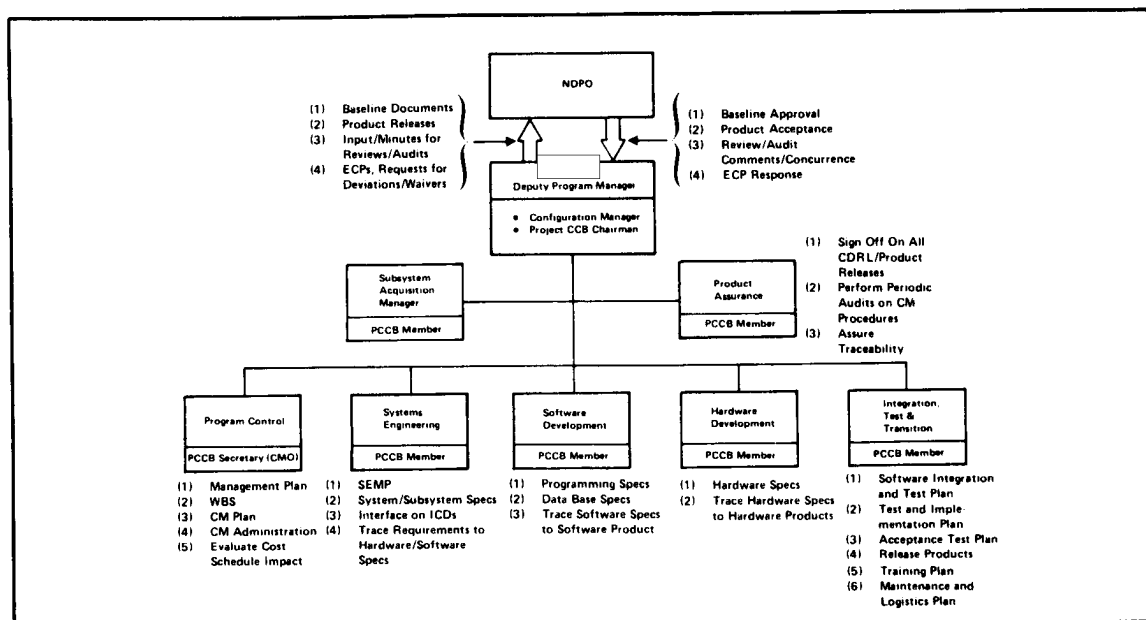 NDPO
(1) Baseline Documents
(2) Product Releases
(3) Input/Minutes for
Reviews/Audits
(4) ECPs, Requests for
Deviations/Waivers
(1) Baseline Approval
(2) Product Acceptance
(3) Review/Audit
Comments/Concurrence
(4) ECP Response
Deputy Program Manager
• Configuration Manager
• Project CCB Chairman
Subsystem
Acquisition
Manager
PCCB Member
Product
Assurance
PCCB Member
(1) Sign Off On All
CDRL/Product
Releases
(2) Perform Periodic
Audits on CM
Procedures
(3) Assure
Traceability
Program Control
PCCB Secretary (CMO)
(1) Management Plan
(2) WBS
(3) CM Plan
(4) CM Administration
(5) Evaluate Cost
Schedule Impact
Systems
Engineering
PCCB Member
(1) SEMP
(2) System/Subsystem Specs
(3) Interface on ICDs
(4) Trace Requirements to
Hardware/Software
Specs
Software
Development
PCCB Member
(1) Programming Specs
(2) Data Base Specs
(3) Trace Software Specs
to Software Product
Hardware
Development
PCCB Member
(1) Hardware Specs
(2) Trace Hardware Specs
to Hardware Products
Integration,
Test &
Transition
PCCB Member
(1) Software Integration
and Test Plan
(2) Test and Imple-
mentation Plan
(3) Acceptance Test Plan
(4) Release Products
(5) Training Plan
(6) Maintenance and
Logistics Plan